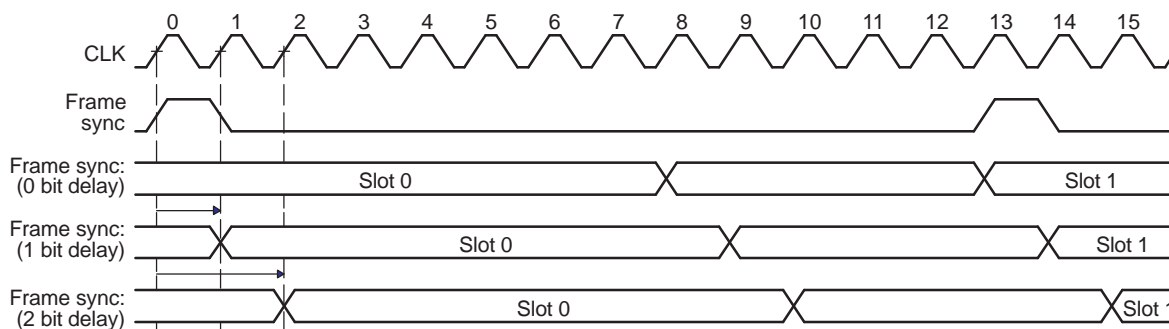 0 1 2 3 4 5 6 7 8 9 10 11 12 13 14 15
CLK
Frame
sync
Frame sync:
(0 bit delay)
Slot 0
Slot 1
Frame sync:
(1 bit delay)
Slot 0
Slot 1
Frame sync:
(2 bit delay)
Slot 0
Slot 1